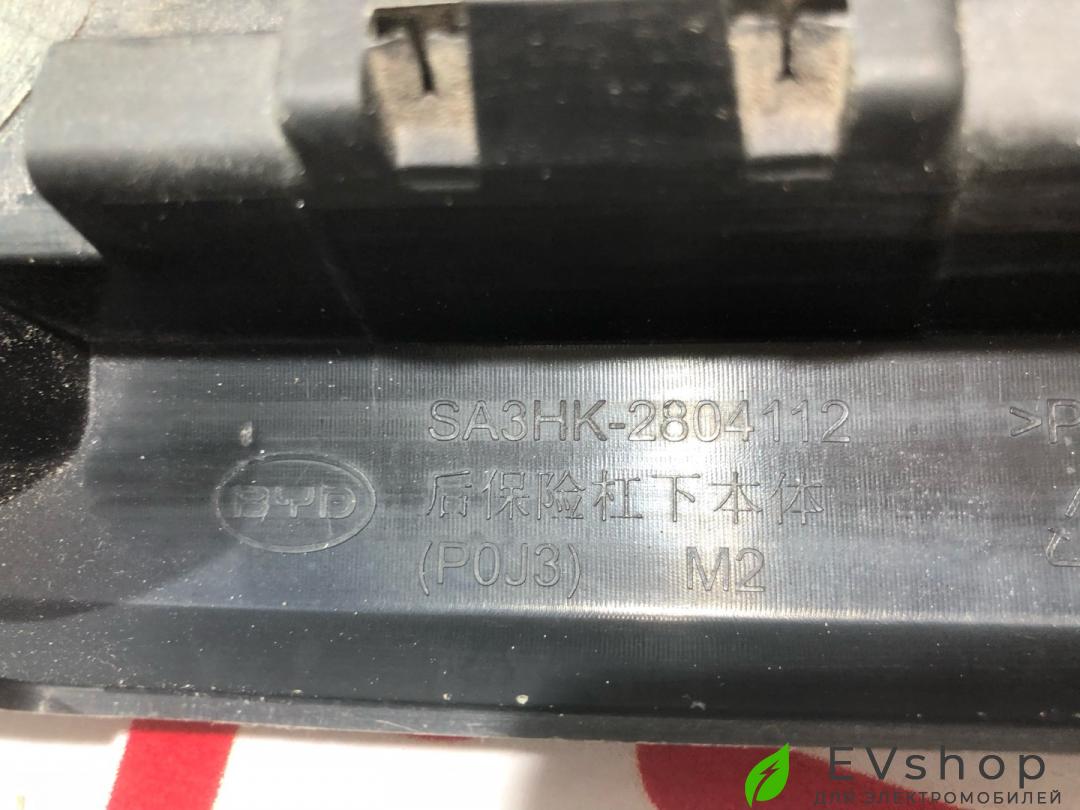 SA3HK-2804112 >P
BYD 后保险杠下本体
(P0J3) M2
EVshop
ДЛЯ ЭЛЕКТРОМОБИЛЕЙ